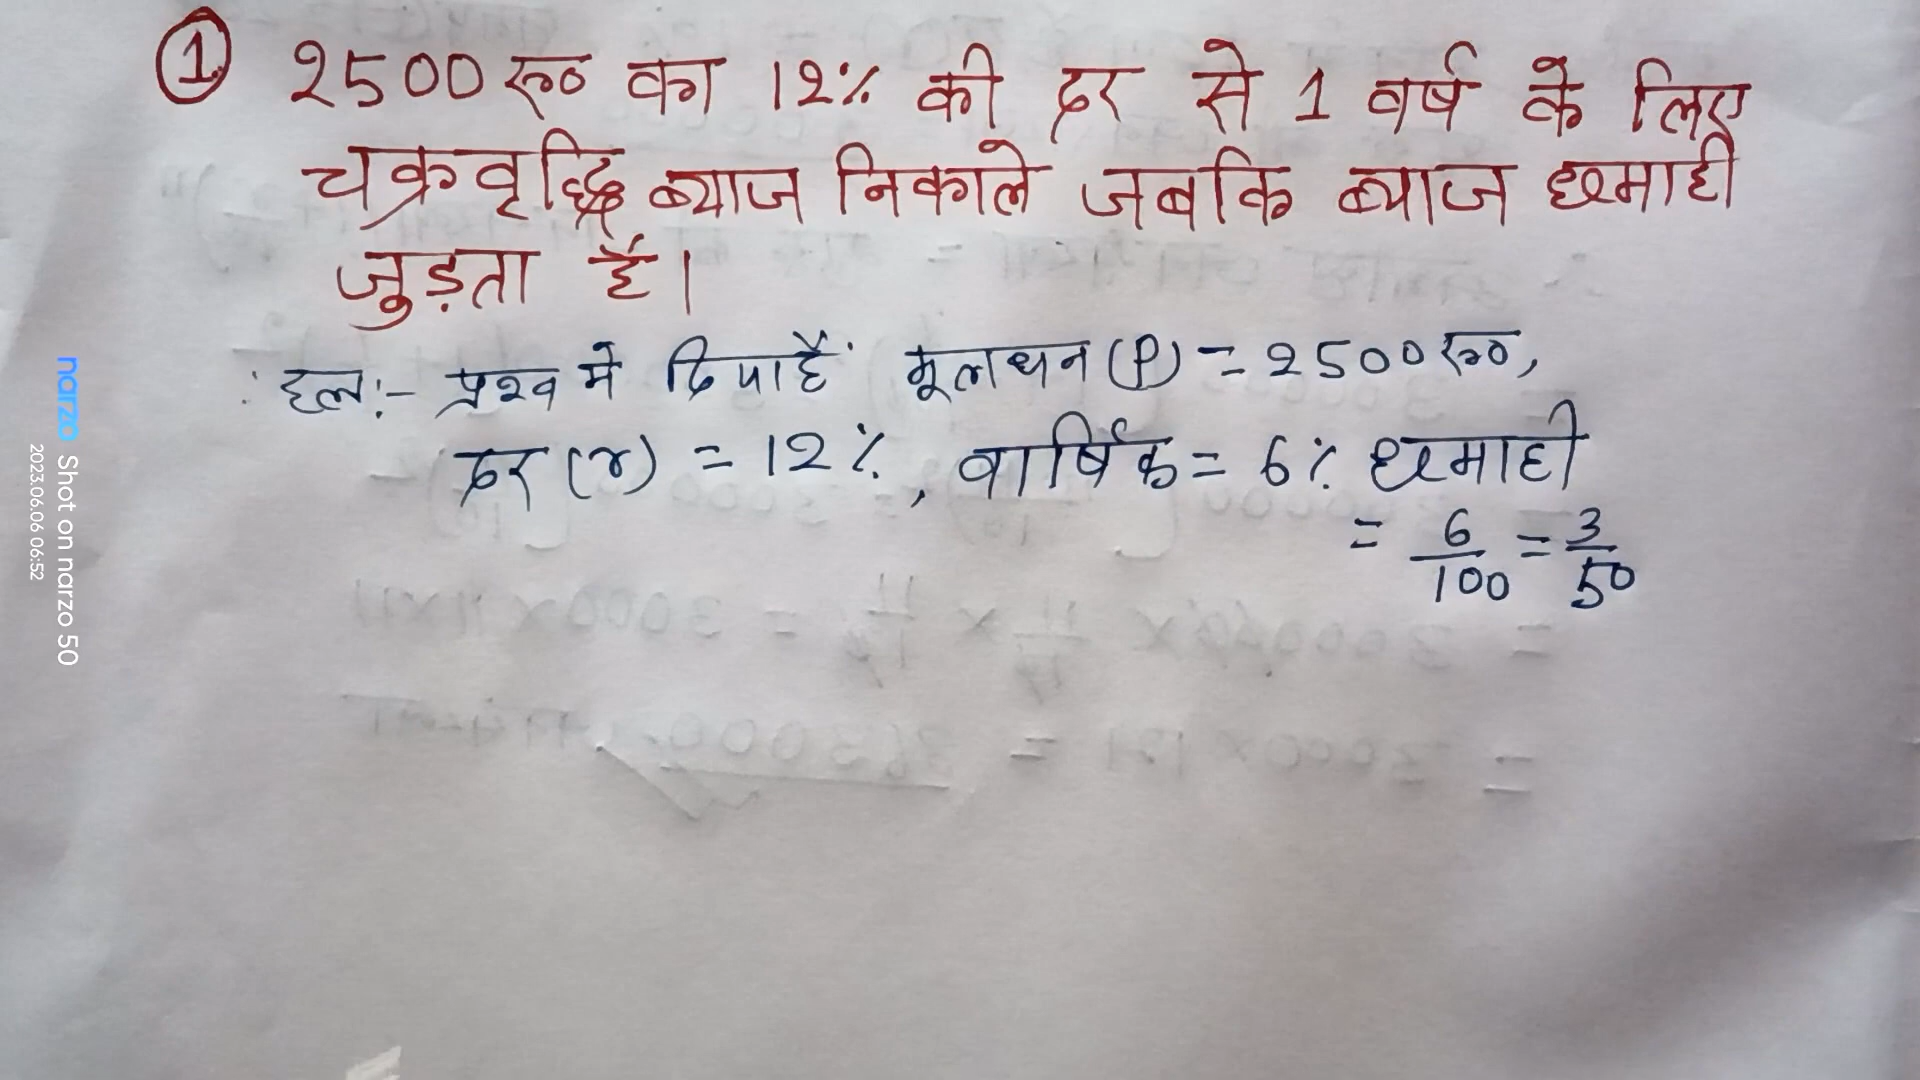 ① 2500 रू० का 12% की दर से 1 वर्ष के लिए
चक्रवृद्धि ब्याज निकाले जबकि ब्याज छमाही
जुड़ता है।
हल:- प्रश्न में दिया है मूलधन (P) = 2500 रू०,
दर (r) = 12%, वार्षिक = 6% छमाही
= 6/100 = 3/50
narzo Shot on narzo 50
2023.06.06 06:52